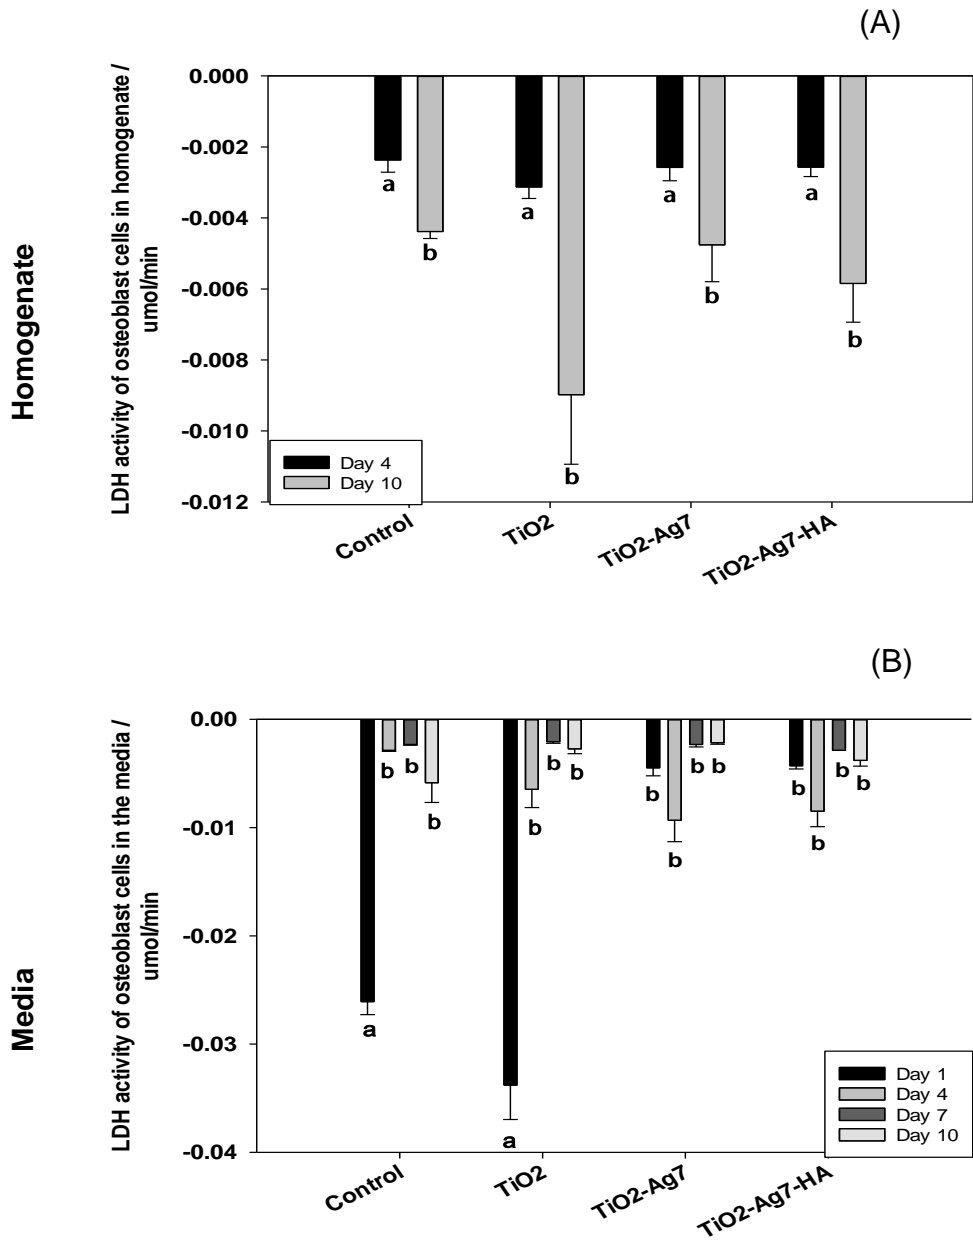 (A)
Homogenate
LDH activity of osteoblast cells in homogenate /
umol/min
0.000
-0.002
-0.004
-0.006
-0.008
-0.010
-0.012
a
b
a
b
a
b
a
b
Day 4
Day 10
Control
TiO2
TiO2-Ag7
TiO2-Ag7-HA
(B)
Media
LDH activity of osteoblast cells in the media /
umol/min
0.00
-0.01
-0.02
-0.03
-0.04
a
b
b
b
a
b
b
b
b
b
b
b
b
b
b
b
Day 1
Day 4
Day 7
Day 10
Control
TiO2
TiO2-Ag7
TiO2-Ag7-HA